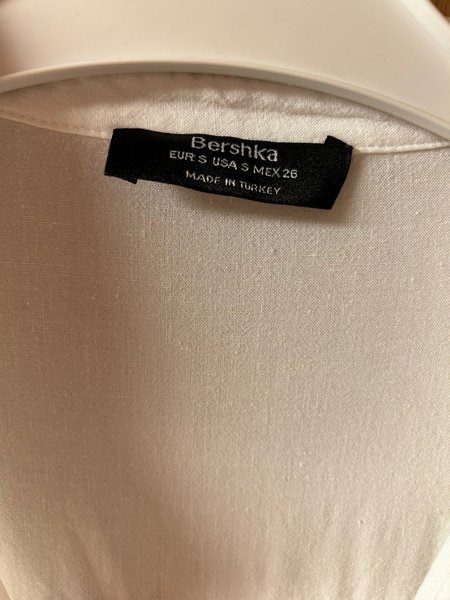 Bershka
EUR S USA S MEX 26
MADE IN TURKEY